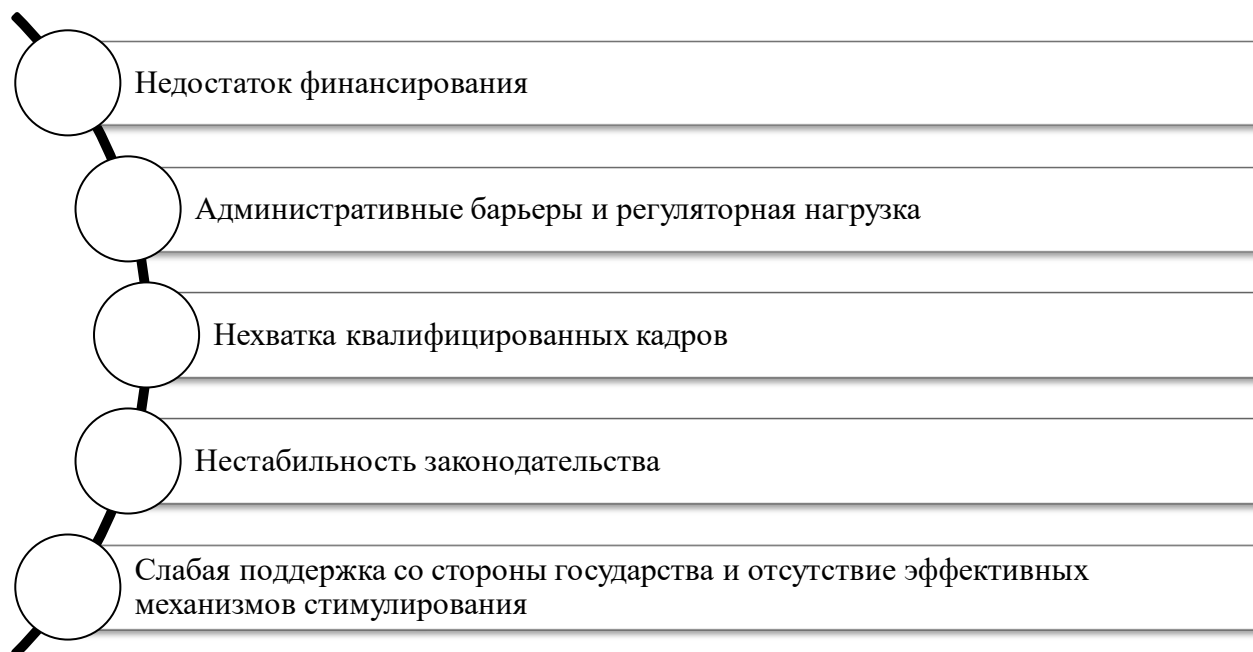 Недостаток финансирования
Административные барьеры и регуляторная нагрузка
Нехватка квалифицированных кадров
Нестабильность законодательства
Слабая поддержка со стороны государства и отсутствие эффективных
механизмов стимулирования